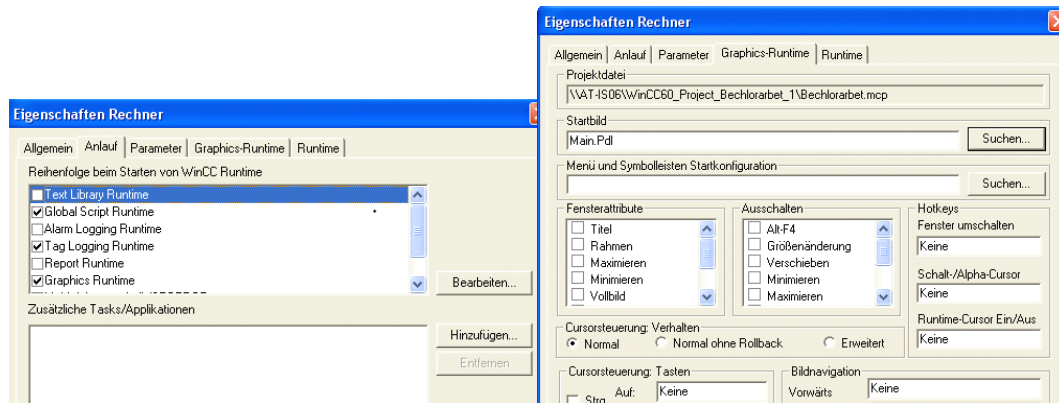 Eigenschaften Rechner
Allgemein Anlauf Parameter Graphics-Runtime Runtime
Reihenfolge beim Starten von WinCC Runtime
Text Library Runtime
Global Script Runtime
Alarm Logging Runtime
Tag Logging Runtime
Report Runtime
Graphics Runtime
Bearbeiten...
Zusätzliche Tasks/Applikationen
Hinzufügen...
Entfernen
Eigenschaften Rechner
Allgemein Anlauf Parameter Graphics-Runtime Runtime
Projektdatei
\\AT-IS06\WinCC60_Project_Bechlorarbet_1\Bechlorarbet.mcp
Startbild
Main.Pdl
Suchen...
Menü und Symbolleisten Startkonfiguration
Suchen...
Fensterattribute
Titel
Rahmen
Maximieren
Minimieren
Vollbild
Ausschalten
Alt-F4
Größenänderung
Verschieben
Minimieren
Maximieren
Hotkeys
Fenster umschalten
Keine
Schalt-/Alpha-Cursor
Keine
Runtime-Cursor Ein/Aus
Keine
Cursorsteuerung: Verhalten
Normal Normal ohne Rollback Erweitert
Cursorsteuerung: Tasten
Strg Auf: Keine
Bildnavigation
Vorwärts Keine